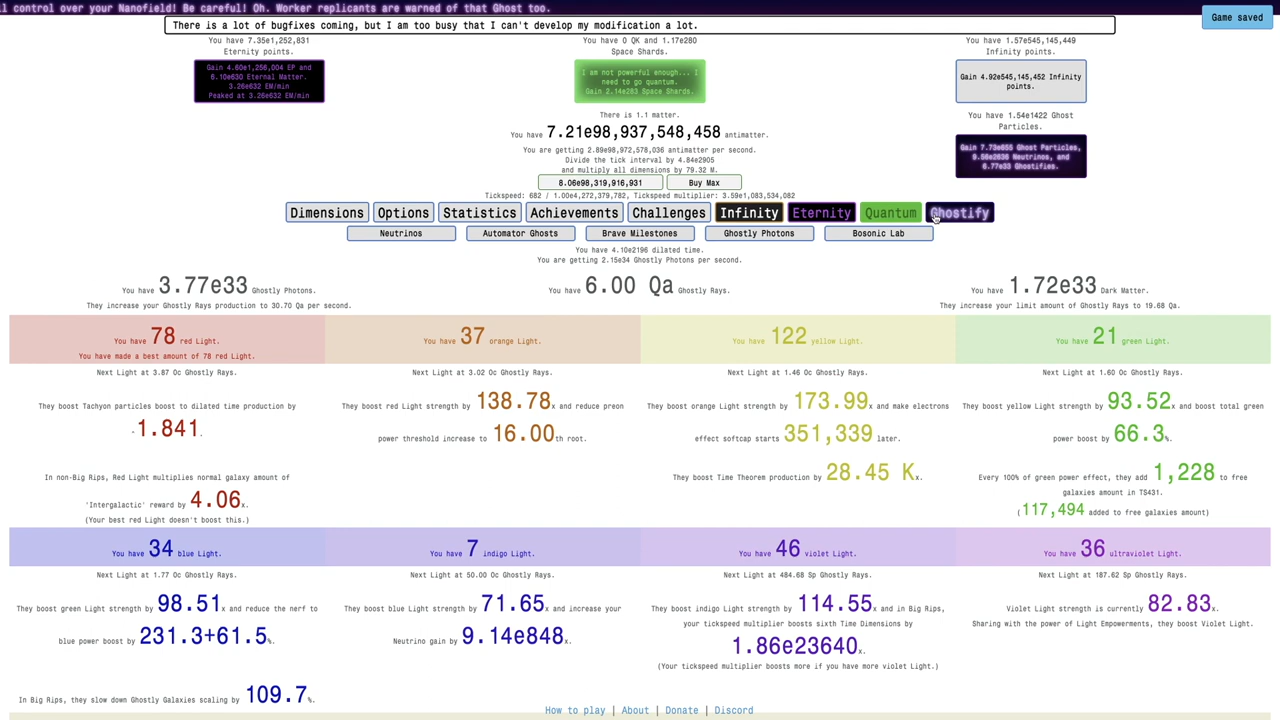 ll control over your Nanofield! Be careful! Oh. Worker replicants are warned of that Ghost too.
Game saved
There is a lot of bugfixes coming, but I am too busy that I can't develop my modification a lot.
You have 7.35e1,252,831
Eternity points.
Gain 4.60e1,256,004 EP and
6.10e630 Eternal Matter.
3.26e632 EM/min
Peaked at 3.26e632 EM/min
You have 0 QK and 1.17e280
Space Shards.
I am not powerful enough... I
need to go quantum.
Gain 2.14e283 Space Shards.
You have 1.57e545,145,449
Infinity points.
Gain 4.92e545,145,452 Infinity
points.
There is 1.1 matter.
You have 7.21e98,937,548,458 antimatter.
You are getting 2.89e98,972,578,036 antimatter per second.
Divide the tick interval by 4.84e2905
and multiply all dimensions by 79.32 M.
You have 1.54e1422 Ghost
Particles.
Gain 7.73e655 Ghost Particles,
9.56e2636 Neutrinos, and
6.77e33 Ghostifies.
8.06e98,319,916,931
Buy Max
Tickspeed: 682 / 1.00e4,272,379,782, Tickspeed multiplier: 3.59e1,083,534,082
Dimensions Options Statistics Achievements Challenges Infinity Eternity Quantum Ghostify
Neutrinos Automator Ghosts Brave Milestones Ghostly Photons Bosonic Lab
You have 4.10e2196 dilated time.
You are getting 2.15e34 Ghostly Photons per second.
You have 3.77e33 Ghostly Photons.
They increase your Ghostly Rays production to 30.70 Qa per second.
You have 6.00 Qa Ghostly Rays.
You have 1.72e33 Dark Matter.
They increase your limit amount of Ghostly Rays to 19.68 Qa.
You have 78 red Light.
You have made a best amount of 78 red Light.
Next Light at 3.87 Oc Ghostly Rays.
They boost Tachyon particles boost to dilated time production by
^1.841.
In non-Big Rips, Red Light multiplies normal galaxy amount of
'Intergalactic' reward by 4.06x.
(Your best red Light doesn't boost this.)
You have 37 orange Light.
Next Light at 3.02 Oc Ghostly Rays.
They boost red Light strength by 138.78x and reduce preon
power threshold increase to 16.00th root.
You have 122 yellow Light.
Next Light at 1.46 Oc Ghostly Rays.
They boost orange Light strength by 173.99x and make electrons
effect softcap starts 351,339 later.
They boost Time Theorem production by 28.45 Kx.
You have 21 green Light.
Next Light at 1.60 Oc Ghostly Rays.
They boost yellow Light strength by 93.52x and boost total green
power boost by 66.3%.
Every 100% of green power effect, they add 1,228 to free
galaxies amount in TS431.
(117,494 added to free galaxies amount)
You have 34 blue Light.
Next Light at 1.77 Oc Ghostly Rays.
They boost green Light strength by 98.51x and reduce the nerf to
blue power boost by 231.3+61.5%.
In Big Rips, they slow down Ghostly Galaxies scaling by 109.7%.
You have 7 indigo Light.
Next Light at 50.00 Oc Ghostly Rays.
They boost blue Light strength by 71.65x and increase your
Neutrino gain by 9.14e848x.
You have 46 violet Light.
Next Light at 484.68 Sp Ghostly Rays.
They boost indigo Light strength by 114.55x and in Big Rips,
your tickspeed multiplier boosts sixth Time Dimensions by
1.86e23640x.
(Your tickspeed multiplier boosts more if you have more violet Light.)
You have 36 ultraviolet Light.
Next Light at 187.62 Sp Ghostly Rays.
Violet Light strength is currently 82.83x.
Sharing with the power of Light Empowerments, they boost Violet Light.
How to play | About | Donate | Discord